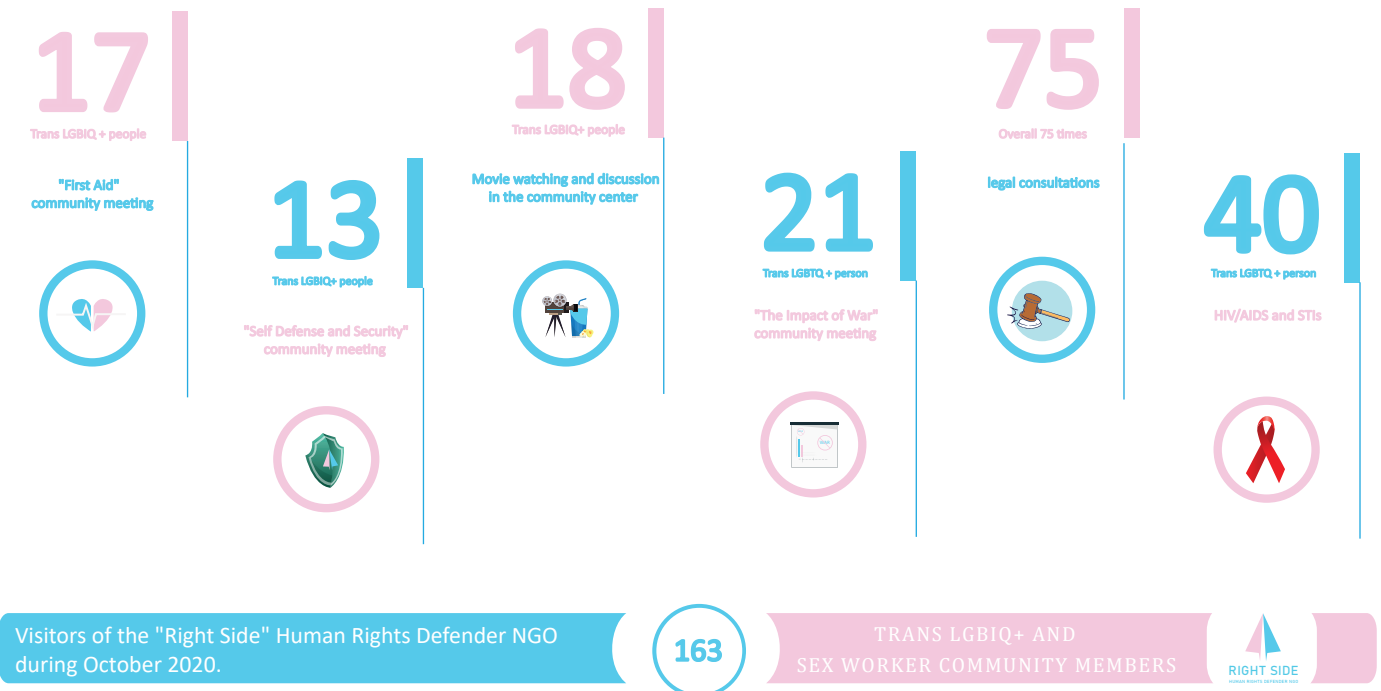 17
Trans LGBIQ + people
"First Aid"
community meeting
13
Trans LGBIQ+ people
"Self Defense and Security"
community meeting
18
Trans LGBIQ+ people
Movie watching and discussion
in the community center
21
Trans LGBTQ + person
"The Impact of War"
community meeting
75
Overall 75 times
legal consultations
40
Trans LGBTQ + person
HIV/AIDS and STIs
Visitors of the "Right Side" Human Rights Defender NGO
during October 2020.
163
TRANS LGBIQ+ AND
SEX WORKER COMMUNITY MEMBERS
RIGHT SIDE
HUMAN RIGHTS DEFENDER NGO